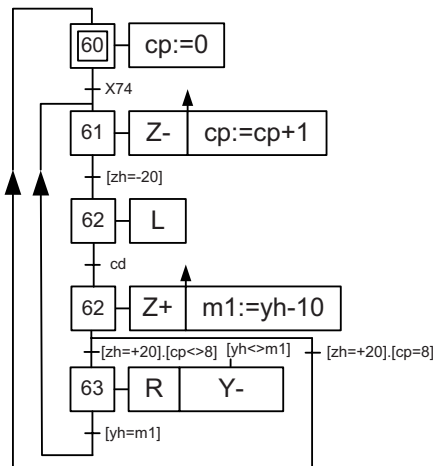 60 cp:=0
X74
61 Z- cp:=cp+1
[zh=-20]
62 L
cd
62 Z+ m1:=yh-10
[zh=+20].[cp<>8] [yh<>m1] [zh=+20].[cp=8]
63 R Y-
[yh=m1]